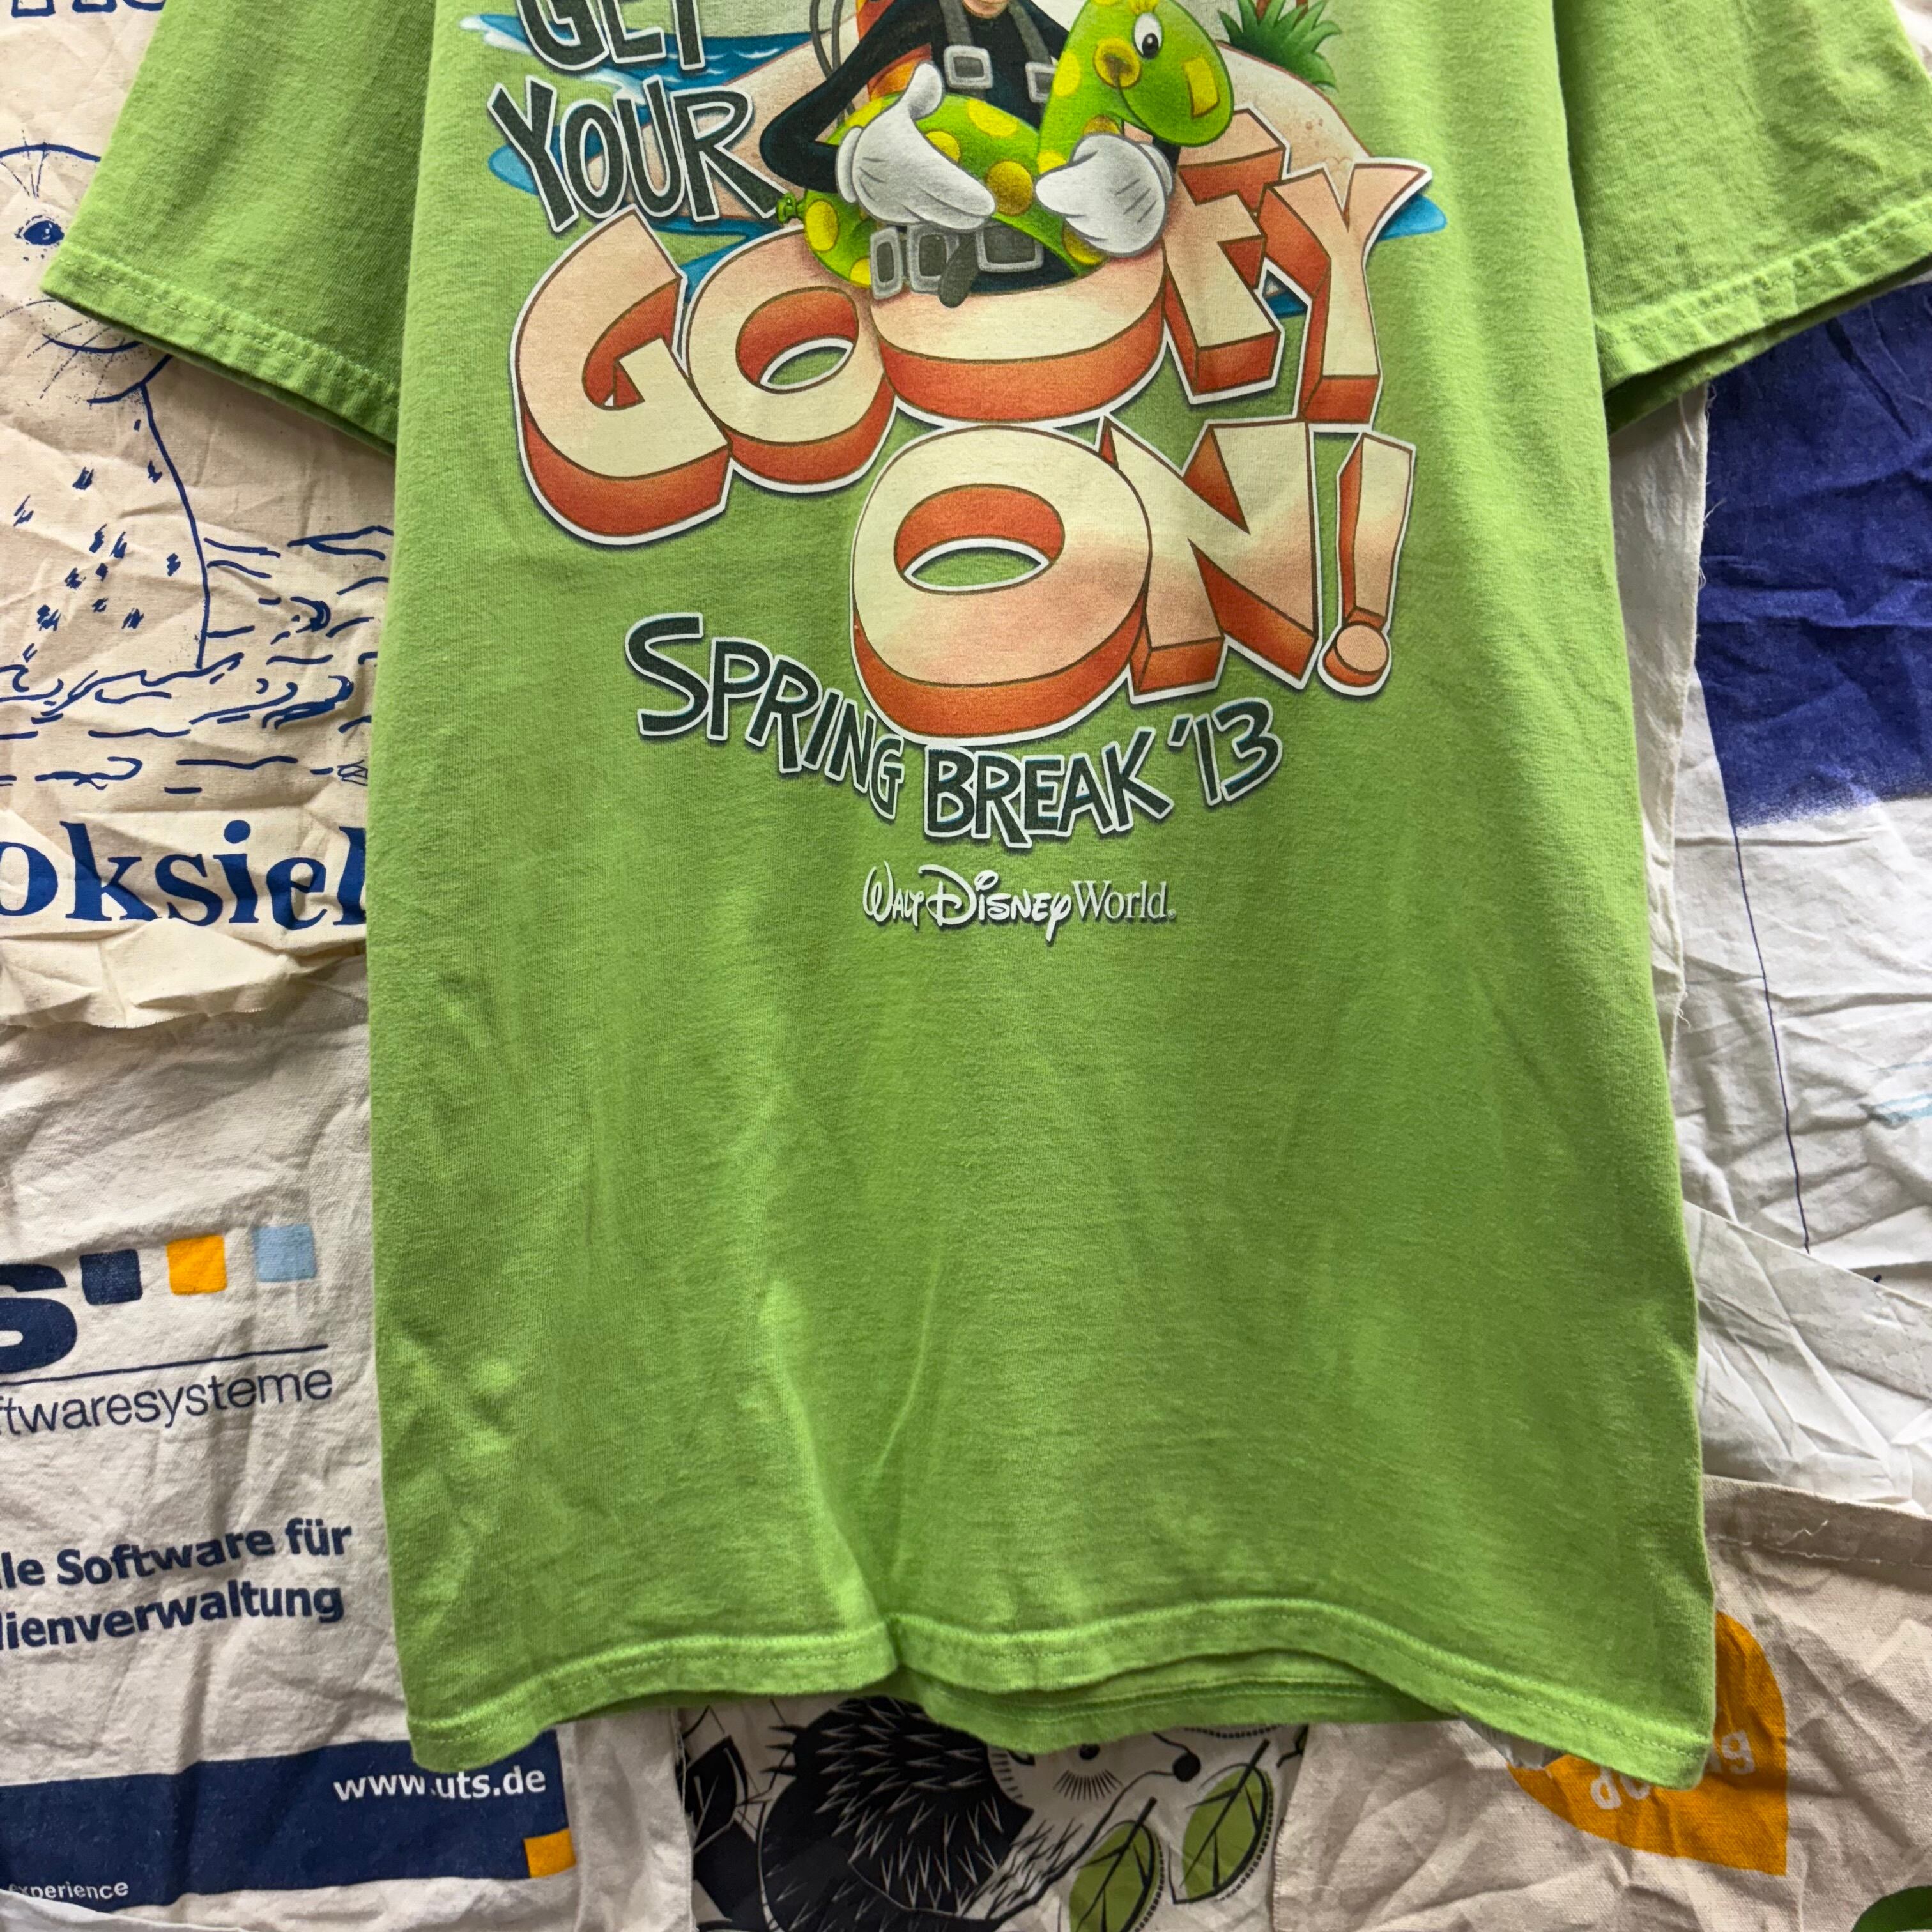 GET
YOUR
GOOFY
ON!
SPRING BREAK '13
WALT DISNEY World®
oksiel
ftwaresysteme
le Software für
lienverwaltung
www.uts.de
experience